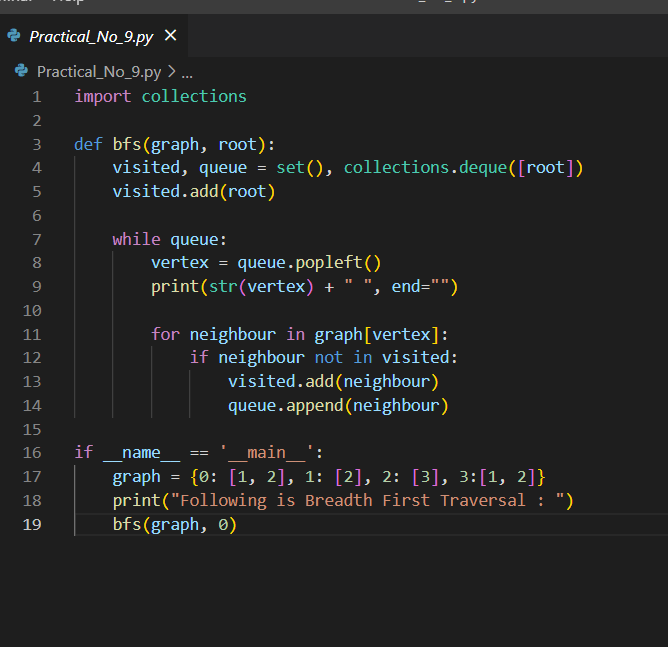 Practical_No_9.py
Practical_No_9.py > ...
1 import collections
2
3 def bfs(graph, root):
4     visited, queue = set(), collections.deque([root])
5     visited.add(root)
6
7     while queue:
8         vertex = queue.popleft()
9         print(str(vertex) + " ", end="")
10
11         for neighbour in graph[vertex]:
12             if neighbour not in visited:
13                 visited.add(neighbour)
14                 queue.append(neighbour)
15
16 if __name__ == '__main__':
17     graph = {0: [1, 2], 1: [2], 2: [3], 3:[1, 2]}
18     print("Following is Breadth First Traversal : ")
19     bfs(graph, 0)